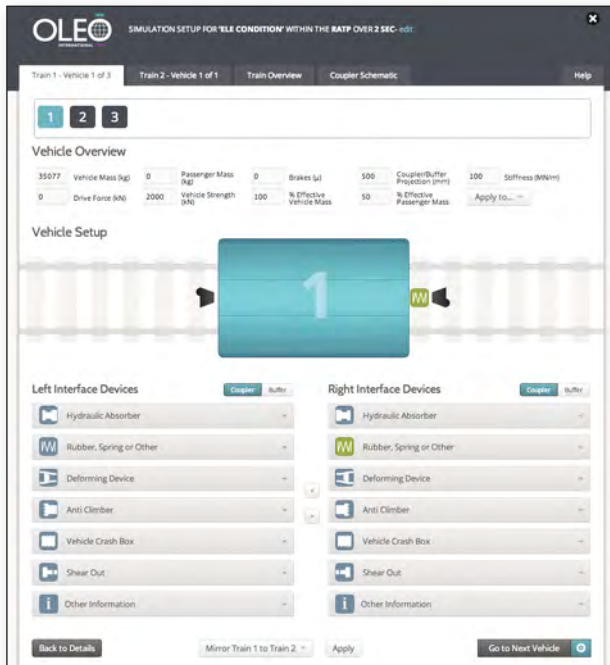 OLEO
INTERNATIONAL
SIMULATION SETUP FOR 'ELE CONDITION' WITHIN THE RATP OVER 2 SEC- edit
Train 1 - Vehicle 1 of 3 Train 2 - Vehicle 1 of 1 Train Overview Coupler Schematic Help
1 2 3
Vehicle Overview
35077 Vehicle Mass (kg) 0 Passenger Mass (kg) 0 Brakes (μ) 500 Coupler/Buffer Projection (mm) 100 Stiffness (MN/m)
0 Drive Force (kN) 2000 Vehicle Strength (kN) 100 % Effective Vehicle Mass 50 % Effective Passenger Mass Apply to...
Vehicle Setup
1
Left Interface Devices Coupler Buffer Right Interface Devices Coupler Buffer
Hydraulic Absorber Hydraulic Absorber
Rubber, Spring or Other Rubber, Spring or Other
Deforming Device Deforming Device
Anti Climber Anti Climber
Vehicle Crash Box Vehicle Crash Box
Shear Out Shear Out
i Other Information i Other Information
Back to Details Mirror Train 1 to Train 2 Apply Go to Next Vehicle